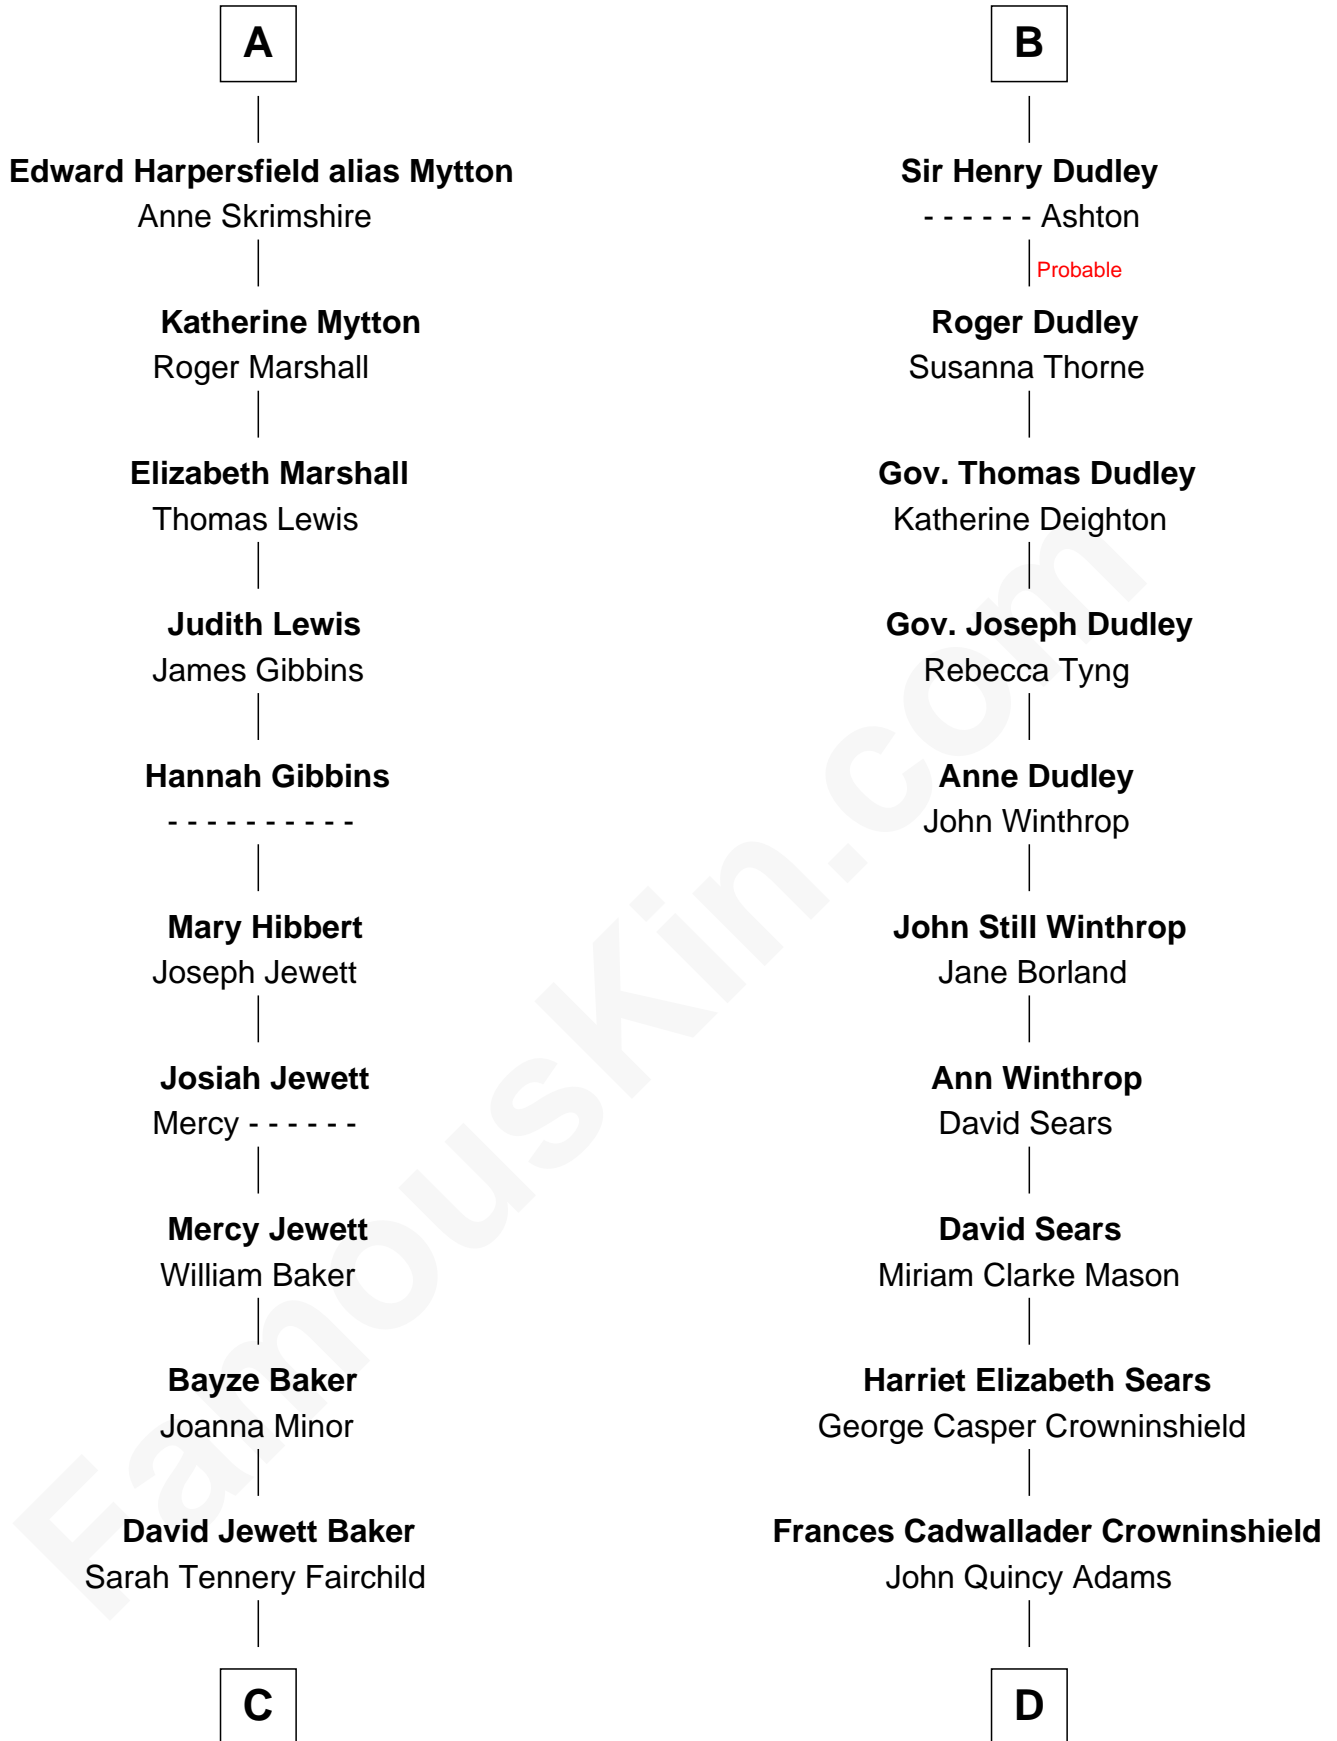 A
Edward Harpersfield alias Mytton
Anne Skrimshire
Katherine Mytton
Roger Marshall
Elizabeth Marshall
Thomas Lewis
Judith Lewis
James Gibbins
Hannah Gibbins
- - - - - - - - - -
Mary Hibbert
Joseph Jewett
Josiah Jewett
Mercy - - - - - -
Mercy Jewett
William Baker
Bayze Baker
Joanna Minor
David Jewett Baker
Sarah Tennery Fairchild
C
B
Sir Henry Dudley
- - - - - - Ashton
Probable
Roger Dudley
Susanna Thorne
Gov. Thomas Dudley
Katherine Deighton
Gov. Joseph Dudley
Rebecca Tyng
Anne Dudley
John Winthrop
John Still Winthrop
Jane Borland
Ann Winthrop
David Sears
David Sears
Miriam Clarke Mason
Harriet Elizabeth Sears
George Casper Crowninshield
Frances Cadwallader Crowninshield
John Quincy Adams
D
FamousKin.com